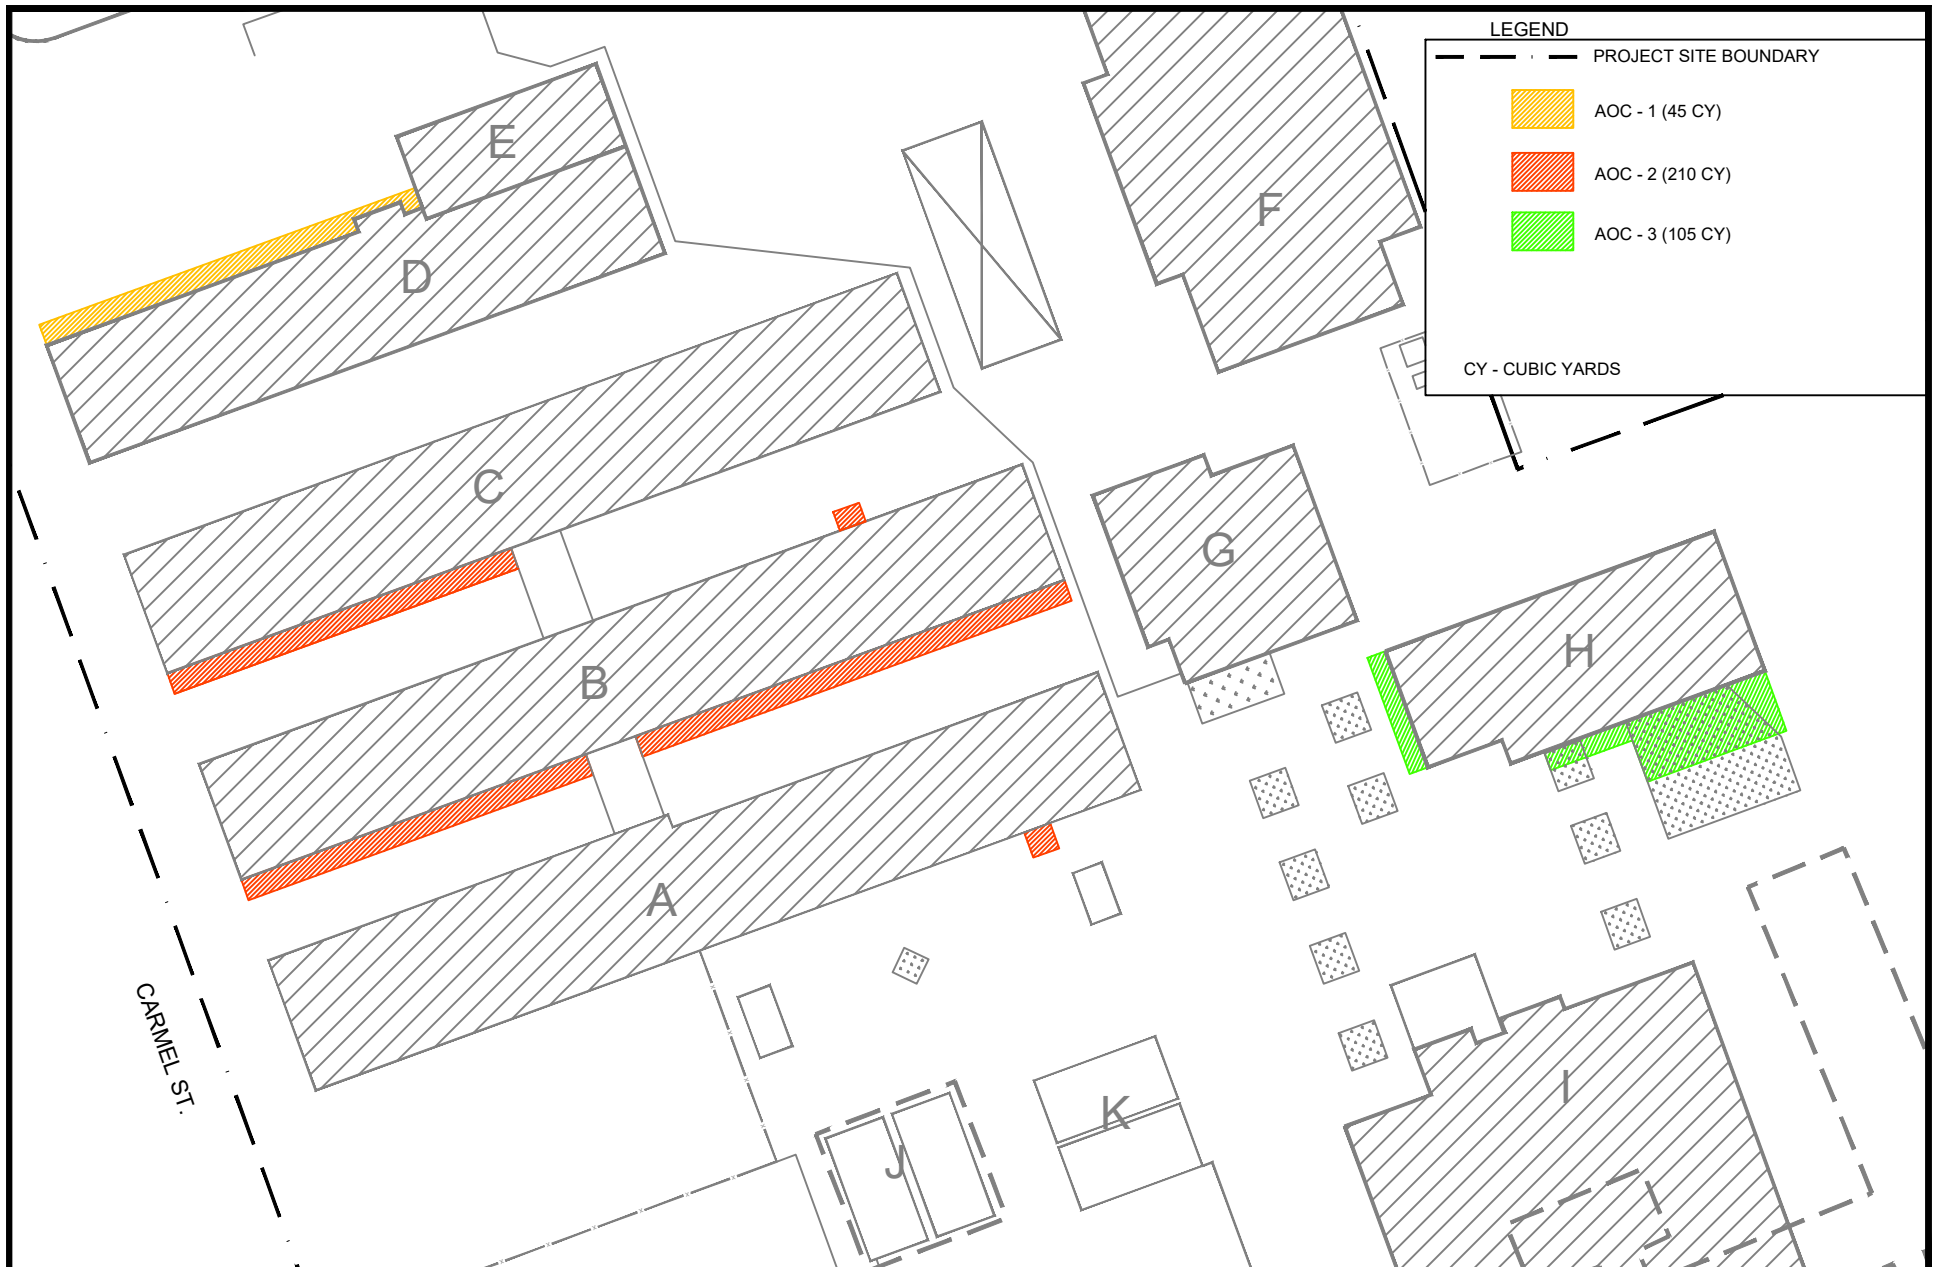 LEGEND
PROJECT SITE BOUNDARY
AOC - 1 (45 CY)
AOC - 2 (210 CY)
AOC - 3 (105 CY)
CY - CUBIC YARDS
E
F
D
C
G
H
B
A
CARMEL ST.
I
K
J